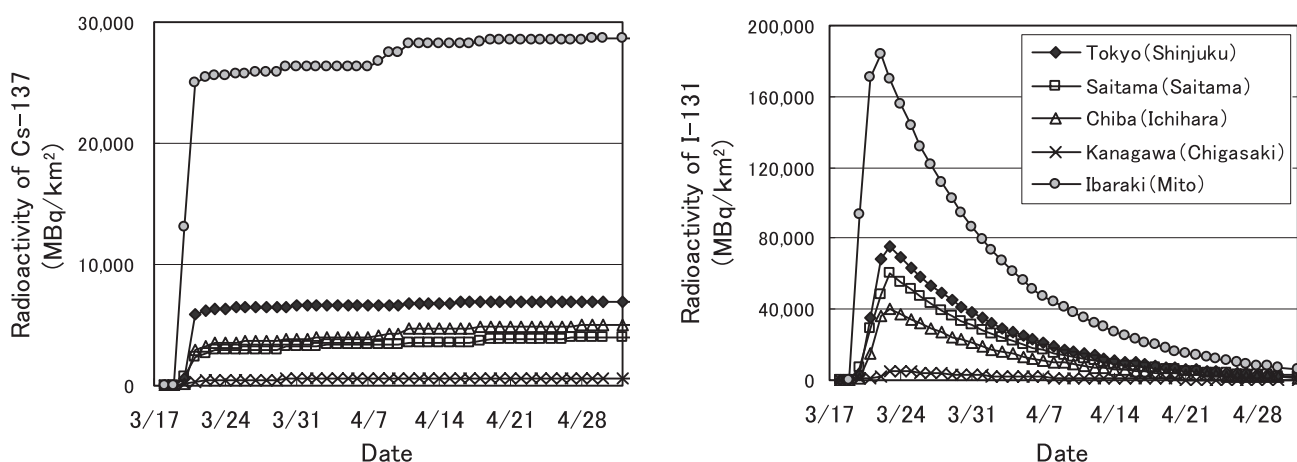 Radioactivity of Cs-137
(MBq/km²)
30,000
20,000
10,000
0
3/17 3/24 3/31 4/7 4/14 4/21 4/28
Date
Radioactivity of I-131
(MBq/km²)
200,000
160,000
120,000
80,000
40,000
0
3/17 3/24 3/31 4/7 4/14 4/21 4/28
Date
Tokyo(Shinjuku)
Saitama(Saitama)
Chiba(Ichihara)
Kanagawa(Chigasaki)
Ibaraki(Mito)